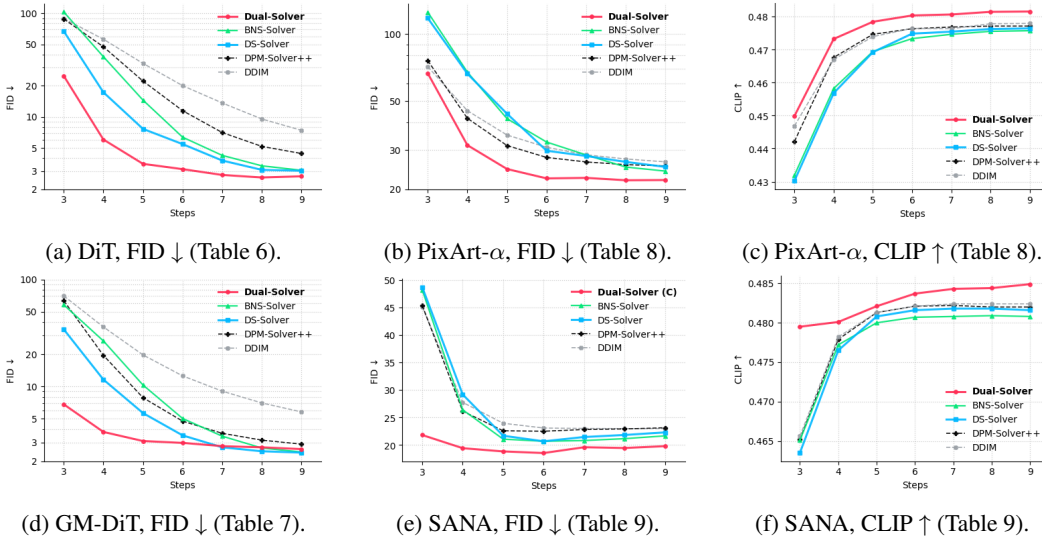 100
50
20
10
5
3
2
FID ↓
3 4 5 6 7 8 9
Steps
Dual-Solver
BNS-Solver
DS-Solver
DPM-Solver++
DDIM
(a) DiT, FID ↓ (Table 6).
100
50
30
20
FID ↓
3 4 5 6 7 8 9
Steps
Dual-Solver
BNS-Solver
DS-Solver
DPM-Solver++
DDIM
(b) PixArt-α, FID ↓ (Table 8).
0.48
0.47
0.46
0.45
0.44
0.43
CLIP ↑
3 4 5 6 7 8 9
Steps
Dual-Solver
BNS-Solver
DS-Solver
DPM-Solver++
DDIM
(c) PixArt-α, CLIP ↑ (Table 8).
100
50
20
10
5
3
2
FID ↓
3 4 5 6 7 8 9
Steps
Dual-Solver
BNS-Solver
DS-Solver
DPM-Solver++
DDIM
(d) GM-DiT, FID ↓ (Table 7).
50
45
40
35
30
25
20
FID ↓
3 4 5 6 7 8 9
Steps
Dual-Solver (C)
BNS-Solver
DS-Solver
DPM-Solver++
DDIM
(e) SANA, FID ↓ (Table 9).
0.485
0.480
0.475
0.470
0.465
CLIP ↑
3 4 5 6 7 8 9
Steps
Dual-Solver
BNS-Solver
DS-Solver
DPM-Solver++
DDIM
(f) SANA, CLIP ↑ (Table 9).